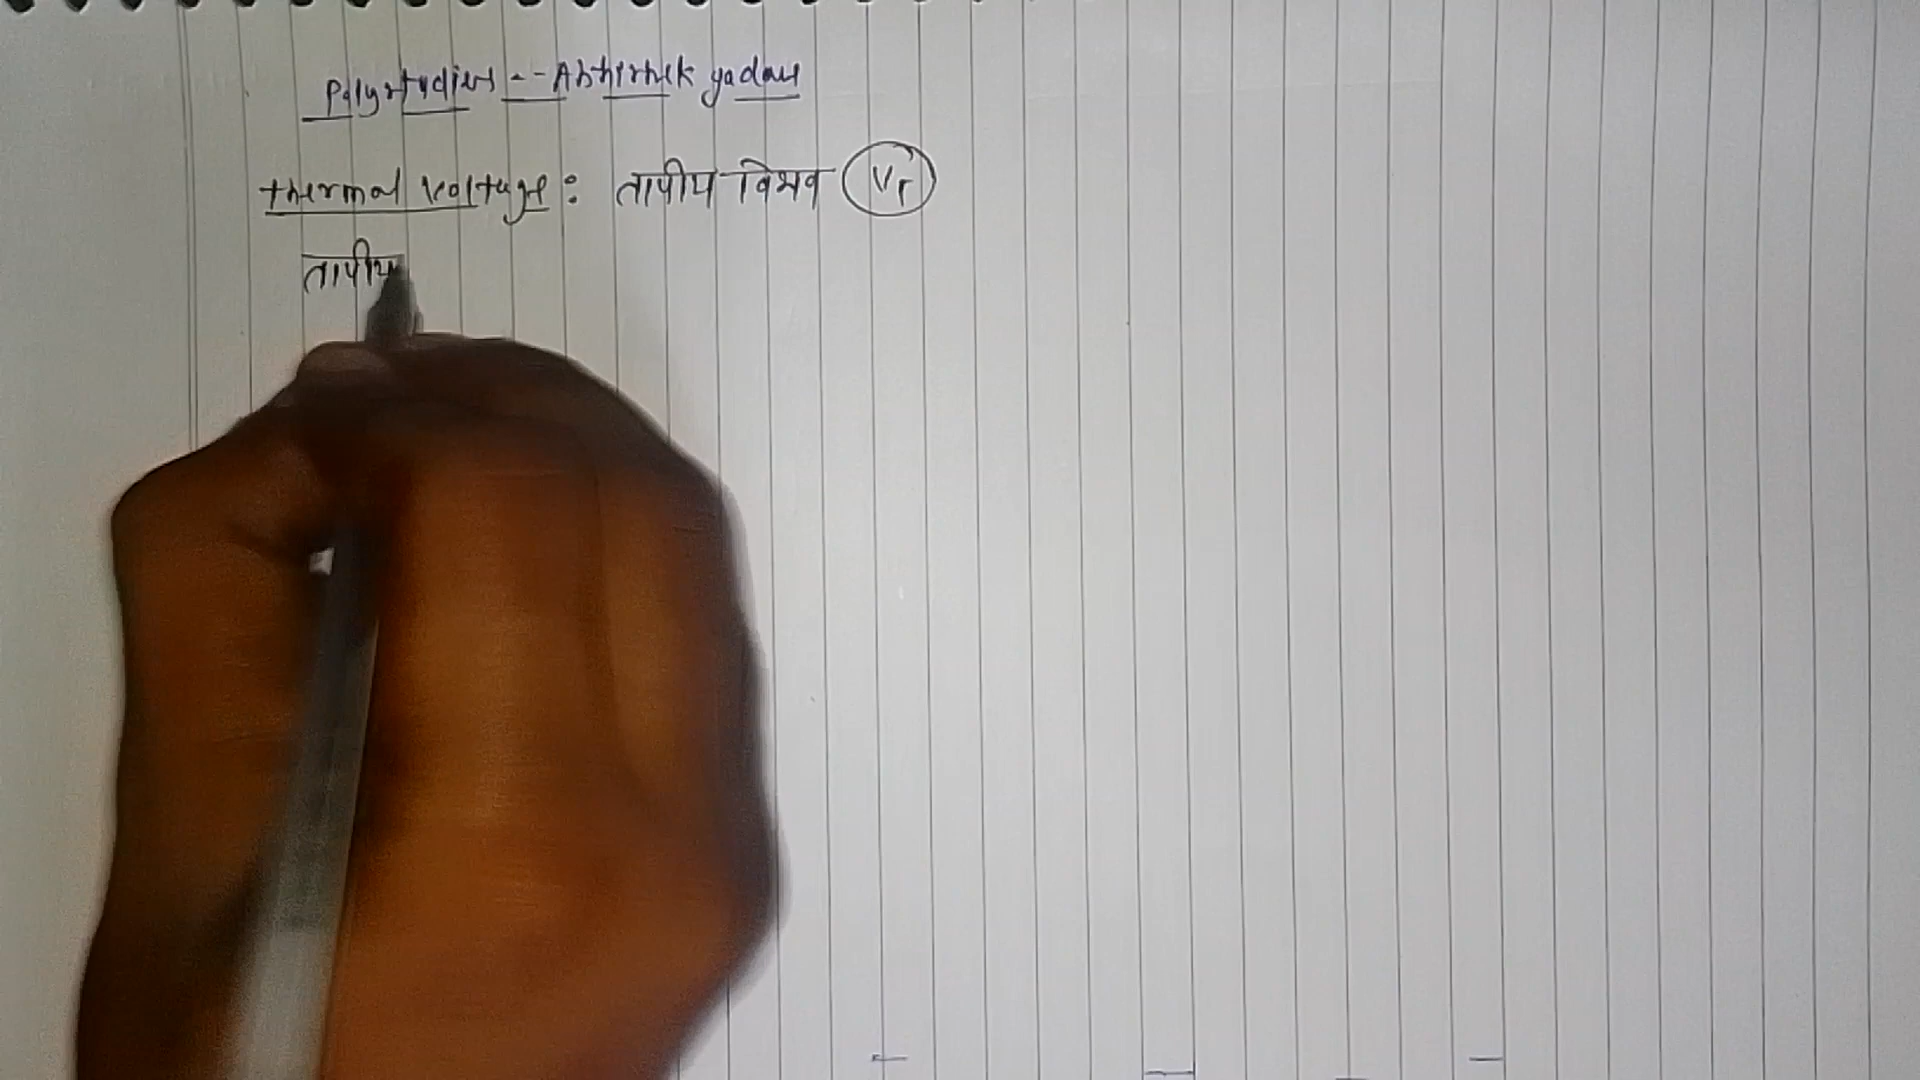 Polystudies -- Abhishek yadav
thermal voltage : तापीय विभव VT
तापीय